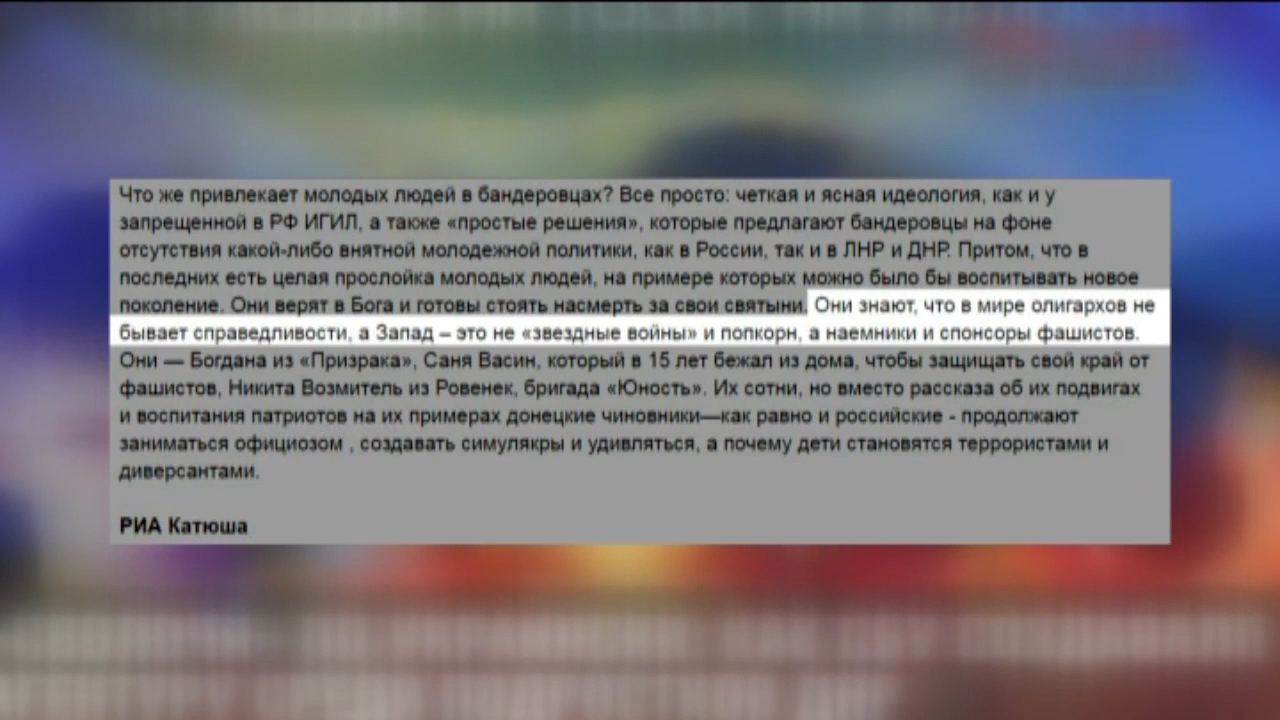 Что же привлекает молодых людей в бандеровцах? Все просто: четкая и ясная идеология, как и у
запрещенной в РФ ИГИЛ, а также «простые решения», которые предлагают бандеровцы на фоне
отсутствия какой-либо внятной молодежной политики, как в России, так и в ЛНР и ДНР. Притом, что в
последних есть целая прослойка молодых людей, на примере которых можно было бы воспитывать новое
поколение. Они верят в Бога и готовы стоять насмерть за свои святыни. Они знают, что в мире олигархов не
бывает справедливости, а Запад – это не «звездные войны» и попкорн, а наемники и спонсоры фашистов.
Они — Богдана из «Призрака», Саня Васин, который в 15 лет бежал из дома, чтобы защищать свой край от
фашистов, Никита Возмитель из Ровенек, бригада «Юность». Их сотни, но вместо рассказа об их подвигах
и воспитания патриотов на их примерах донецкие чиновники—как равно и российские - продолжают
заниматься официозом , создавать симулякры и удивляться, а почему дети становятся террористами и
диверсантами.
РИА Катюша